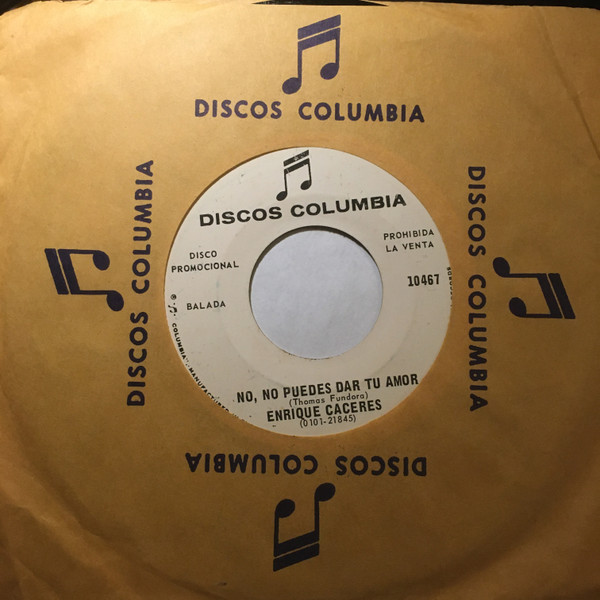 DISCOS COLUMBIA
DISCOS COLUMBIA
DISCOS COLUMBIA
DISCOS COLUMBIA
DISCOS COLUMBIA
DISCO
PROMOCIONAL
PROHIBIDA
LA VENTA
BALADA
10467
COLUMBIA
NO, NO PUEDES DAR TU AMOR
(Thomas Fundora)
ENRIQUE CACERES
(0101-21845)